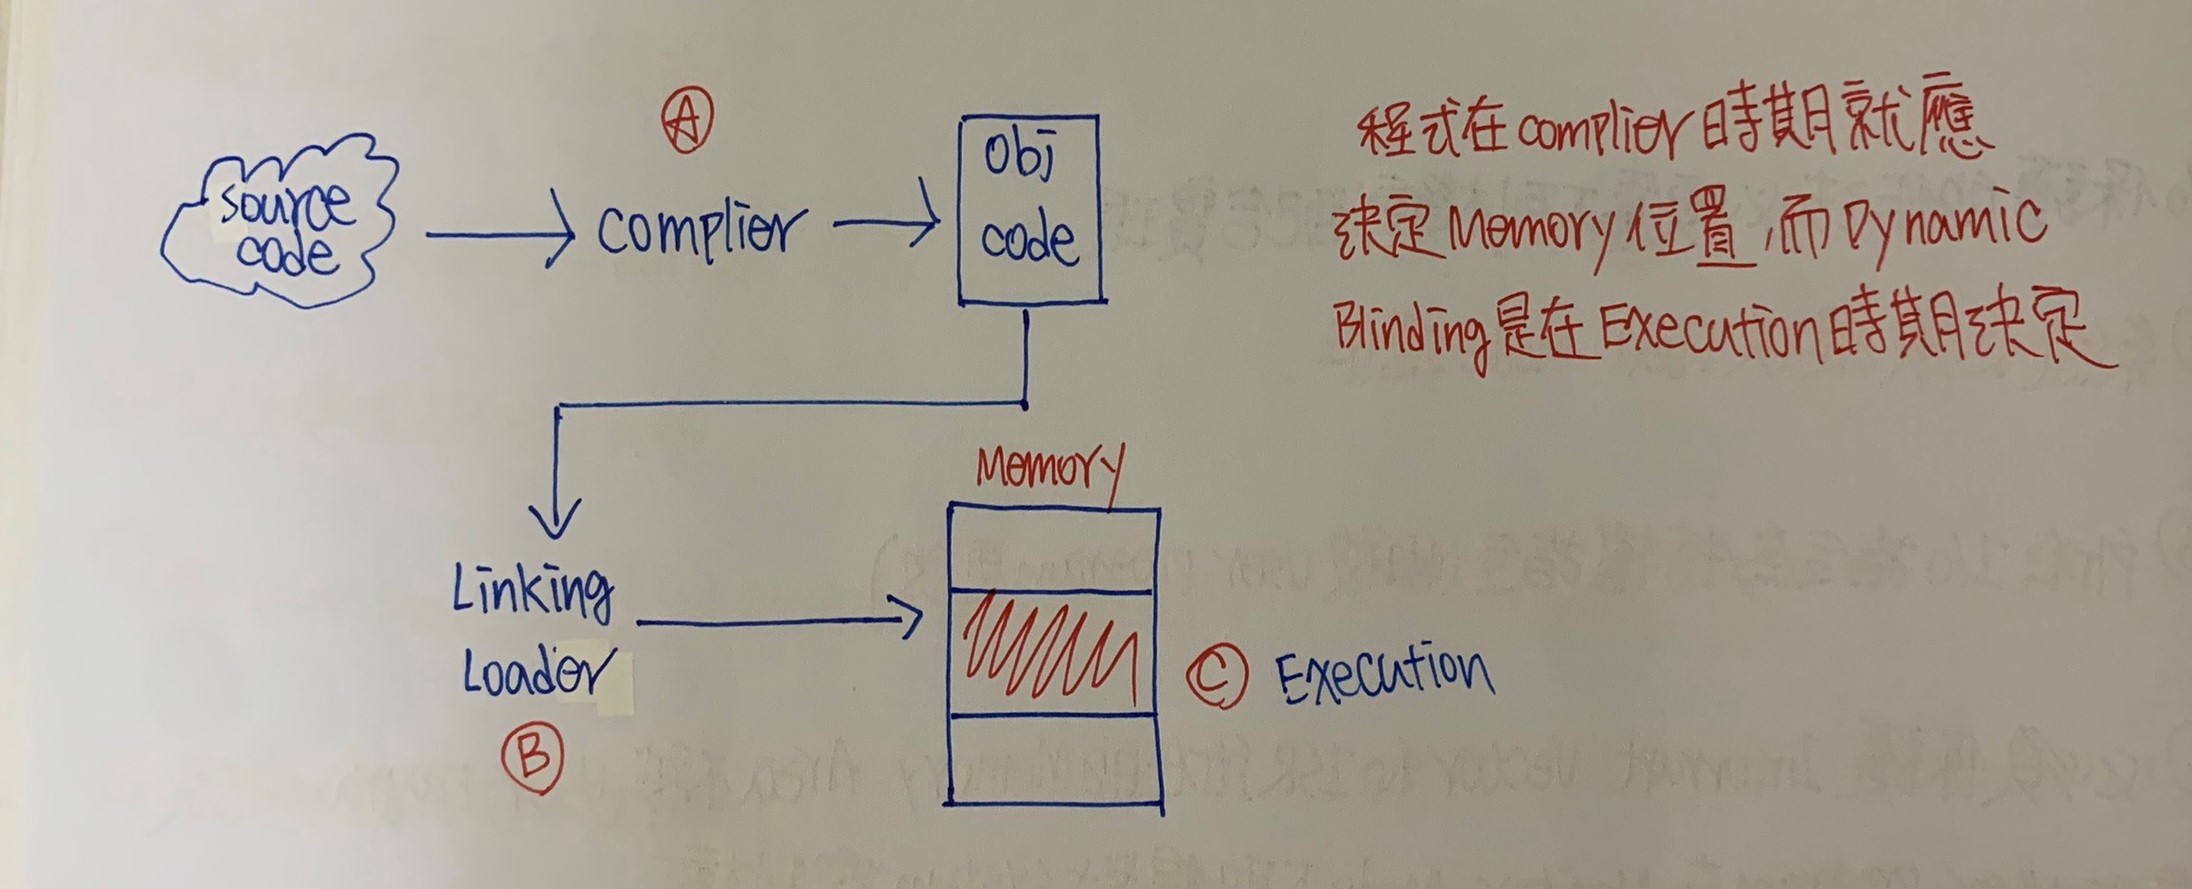 Ⓐ
source
code
complier
obj
code
程式在complier時期就應
決定Memory位置,而Dynamic
Blinding是在Execution時期決定
Memory
Linking
Loader
Ⓑ
Ⓒ Execution